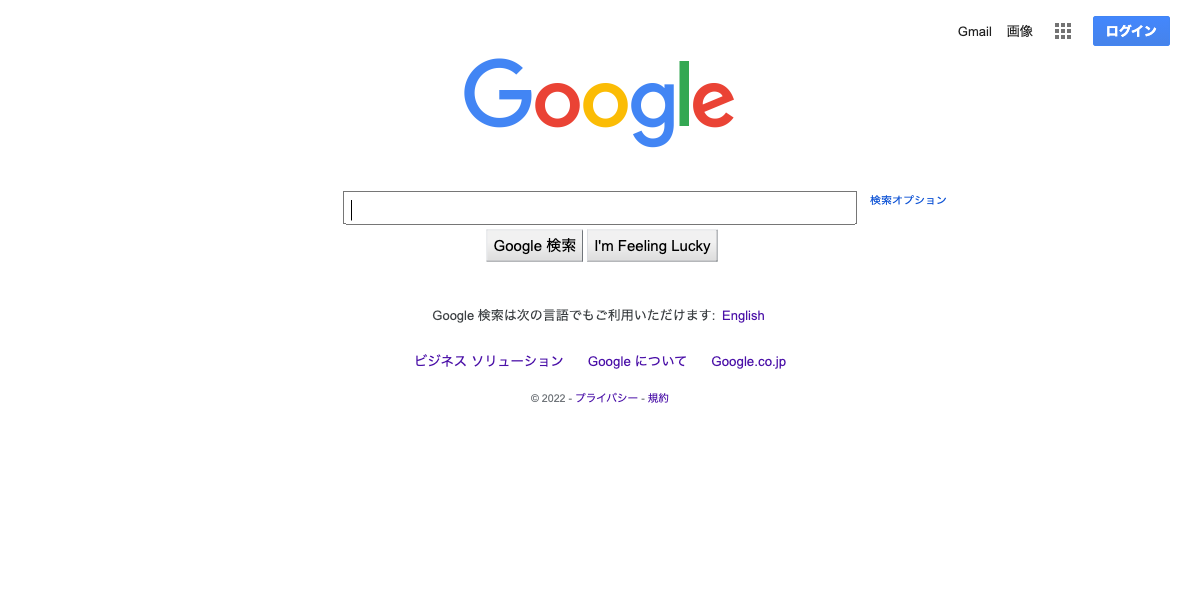 Gmail 画像 ログイン
Google
検索オプション
Google 検索 I'm Feeling Lucky
Google 検索は次の言語でもご利用いただけます: English
ビジネス ソリューション Google について Google.co.jp
© 2022 - プライバシー - 規約